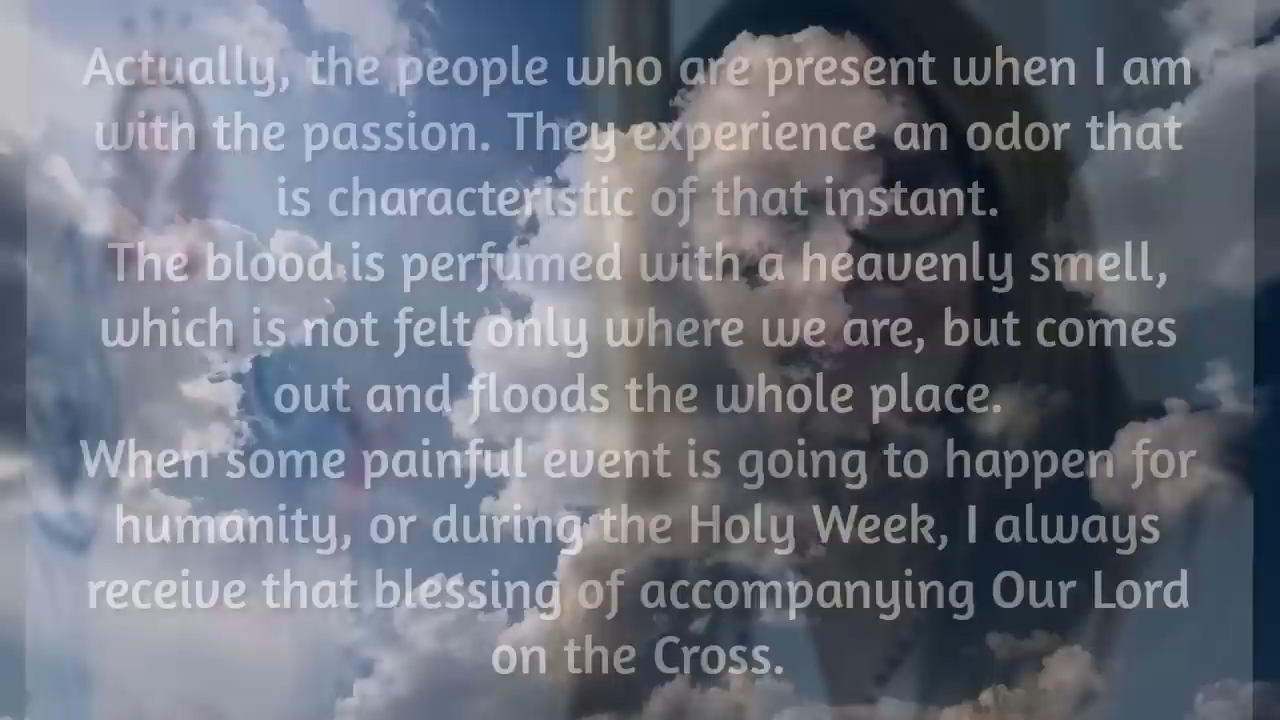 Actually, the people who are present when I am
with the passion. They experience an odor that
is characteristic of that instant.
The blood is perfumed with a heavenly smell,
which is not felt only where we are, but comes
out and floods the whole place.
When some painful event is going to happen for
humanity, or during the Holy Week, I always
receive that blessing of accompanying Our Lord
on the Cross.